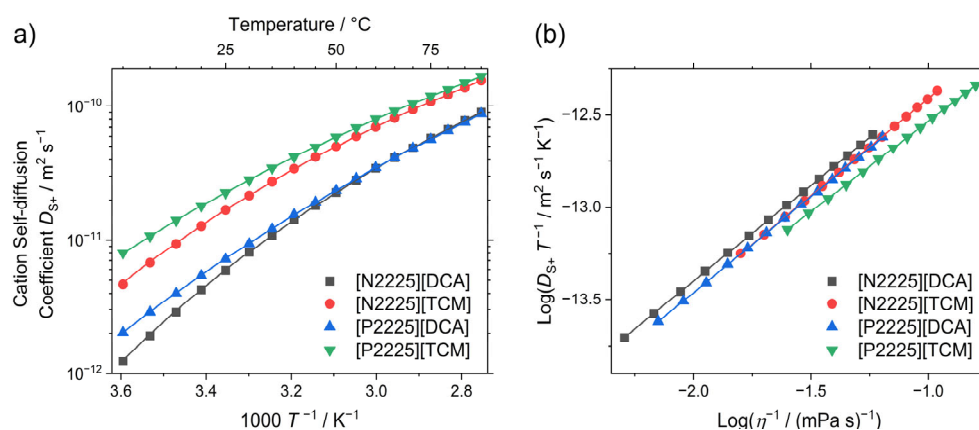 a)
Temperature / °C
25 50 75
Cation Self-diffusion
Coefficient D_S+ / m² s⁻¹
10⁻¹⁰
10⁻¹¹
10⁻¹²
[N2225][DCA]
[N2225][TCM]
[P2225][DCA]
[P2225][TCM]
3.6 3.4 3.2 3.0 2.8
1000 T⁻¹ / K⁻¹
(b)
Log(D_S+ T⁻¹ / m² s⁻¹ K⁻¹)
−12.5
−13.0
−13.5
[N2225][DCA]
[N2225][TCM]
[P2225][DCA]
[P2225][TCM]
−2.0 −1.5 −1.0
Log(η⁻¹ / (mPa s)⁻¹)